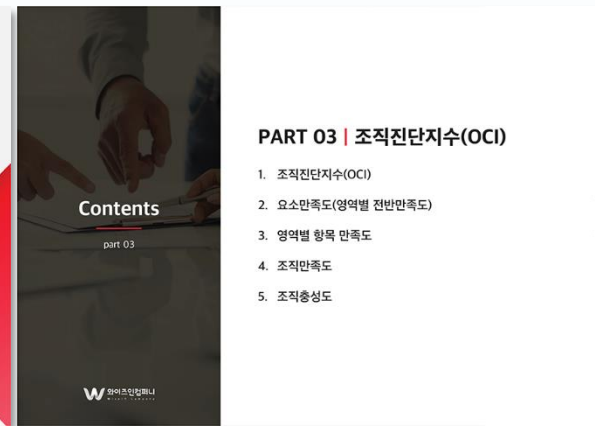 Contents
part 03
와이즈인컴퍼니
PART 03 | 조직진단지수(OCI)
1. 조직진단지수(OCI)
2. 요소만족도(영역별 전반만족도)
3. 영역별 항목 만족도
4. 조직만족도
5. 조직충성도